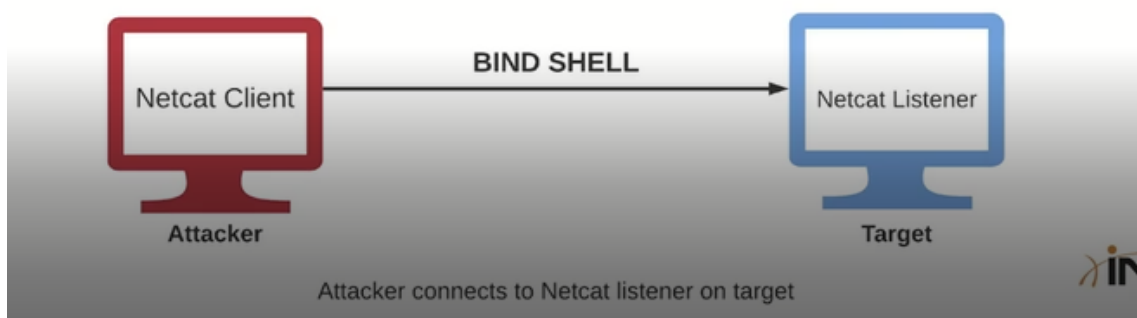 BIND SHELL
Netcat Client
Netcat Listener
Attacker
Target
Attacker connects to Netcat listener on target